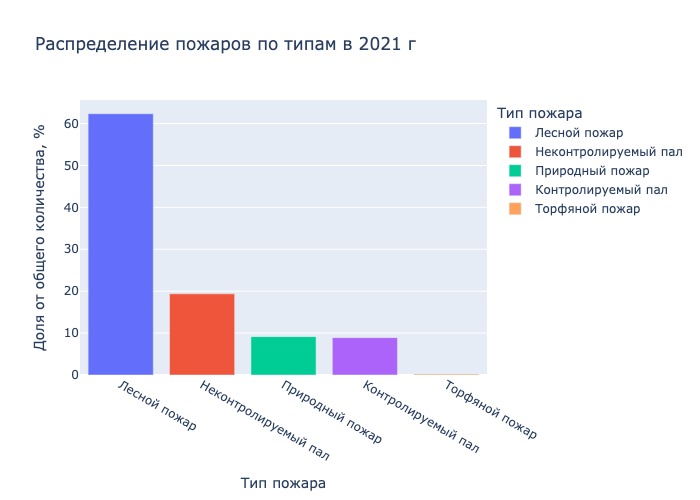 Распределение пожаров по типам в 2021 г
Тип пожара
Лесной пожар
Неконтролируемый пал
Природный пожар
Контролируемый пал
Торфяной пожар
Доля от общего количества, %
60
50
40
30
20
10
0
Лесной пожар
Неконтролируемый пал
Природный пожар
Контролируемый пал
Торфяной пожар
Тип пожара